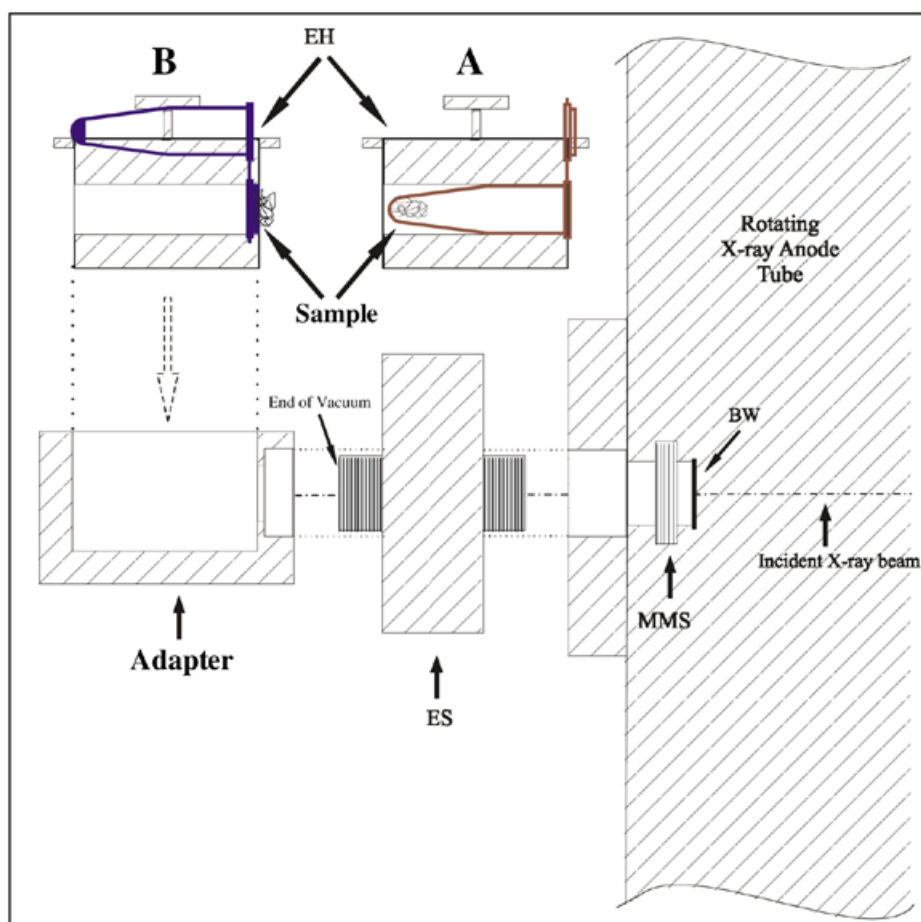 EH
B
A
Rotating
X-ray Anode
Tube
Sample
End of Vacuum
BW
Incident X-ray beam
MMS
Adapter
ES